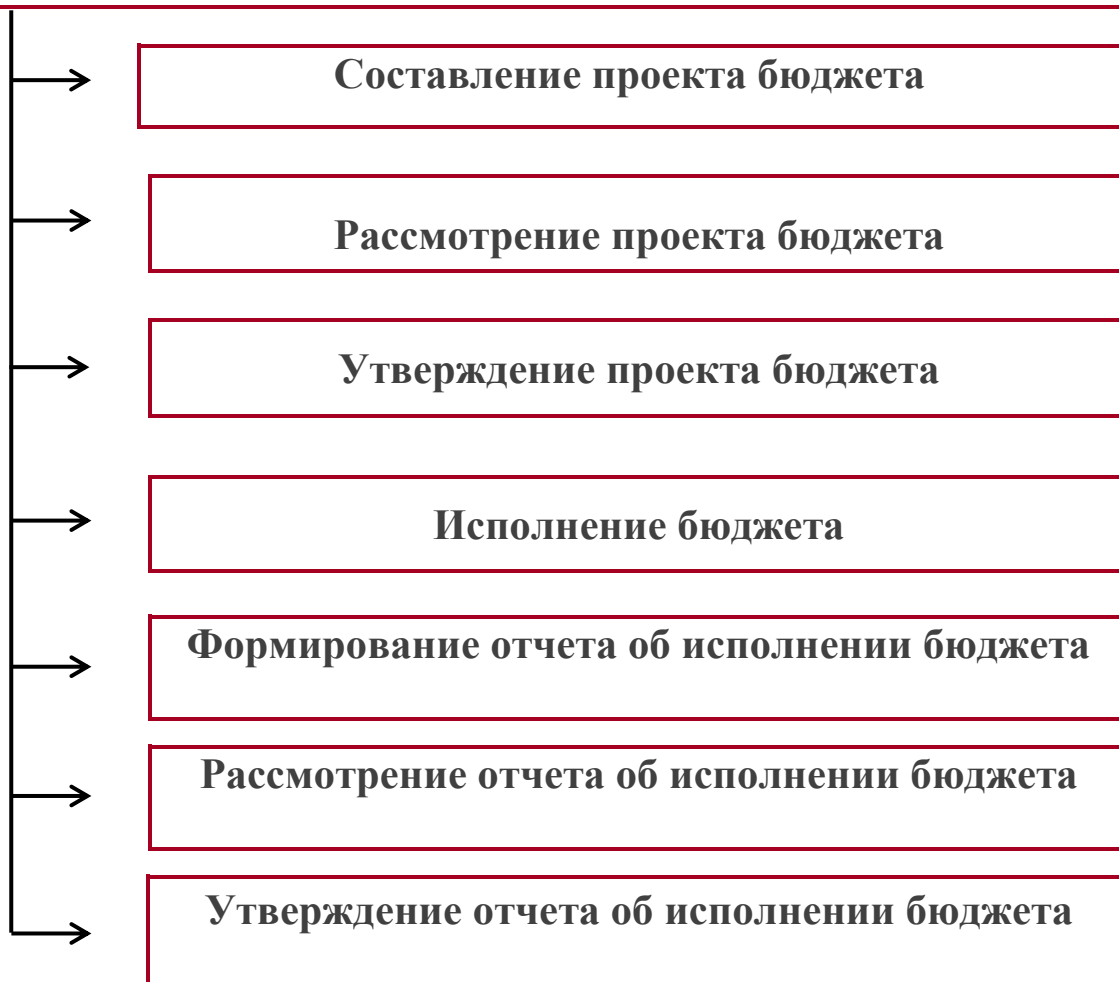 Составление проекта бюджета
Рассмотрение проекта бюджета
Утверждение проекта бюджета
Исполнение бюджета
Формирование отчета об исполнении бюджета
Рассмотрение отчета об исполнении бюджета
Утверждение отчета об исполнении бюджета